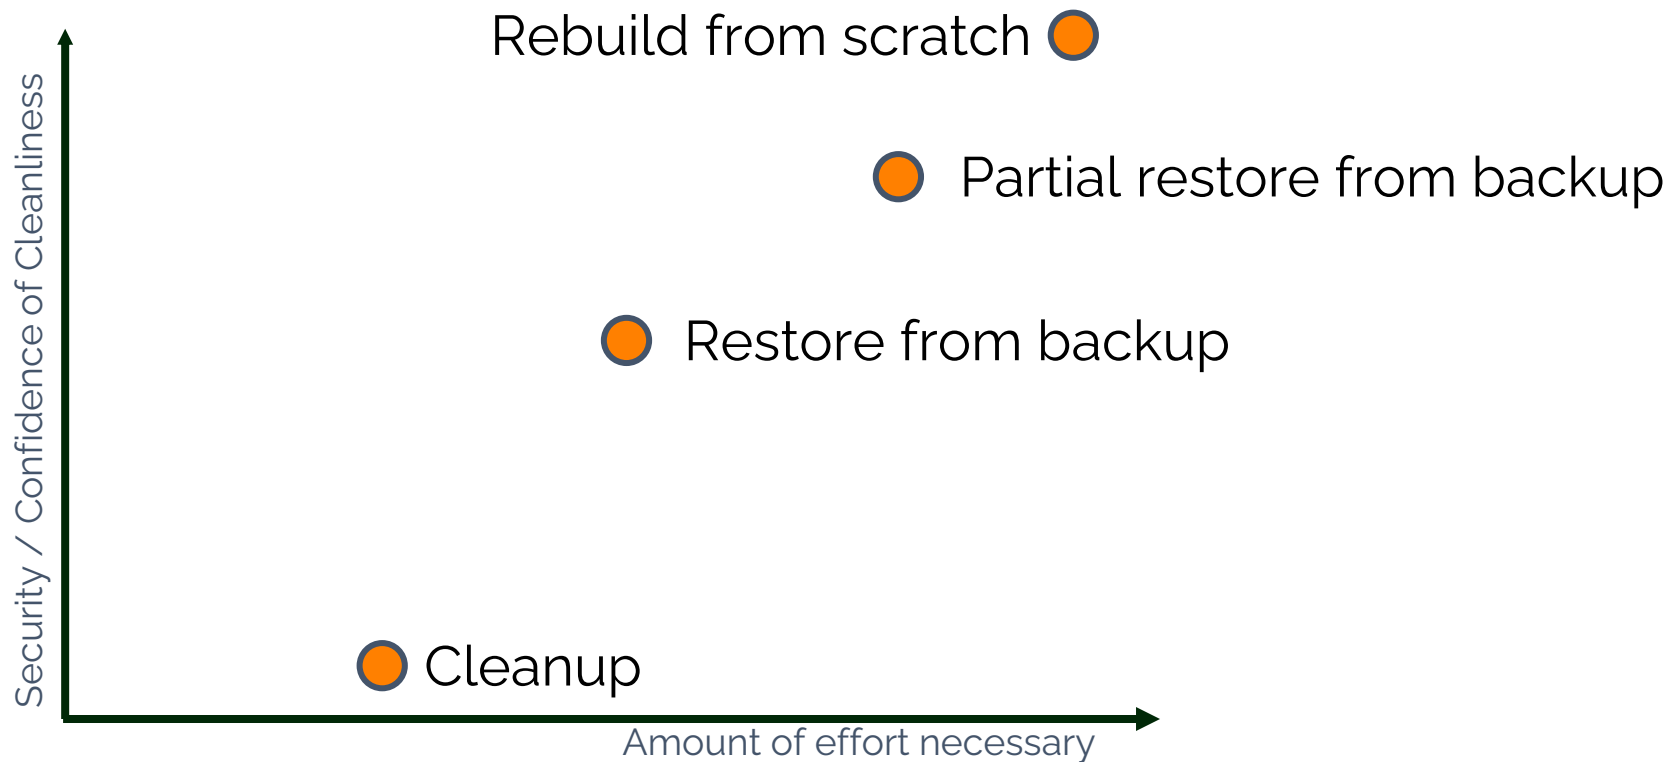 Rebuild from scratch
Partial restore from backup
Restore from backup
Cleanup
Security / Confidence of Cleanliness
Amount of effort necessary